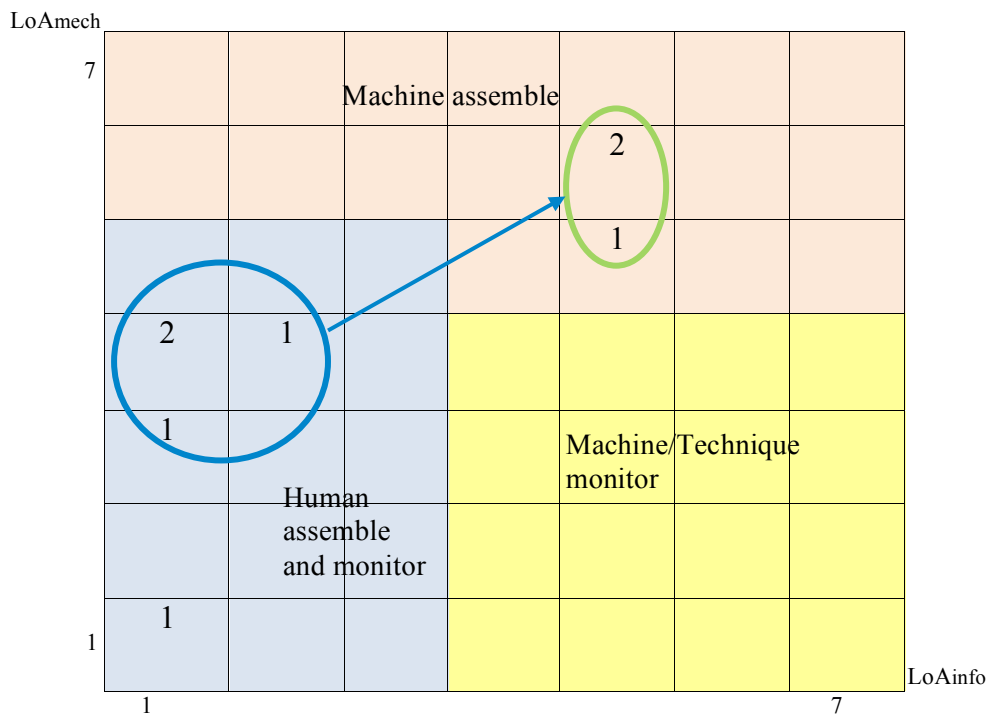 LoAmech
7
Machine assemble
2
1
2 1
1
Machine/Technique
monitor
Human
assemble
and monitor
1
1
LoAinfo
1 7